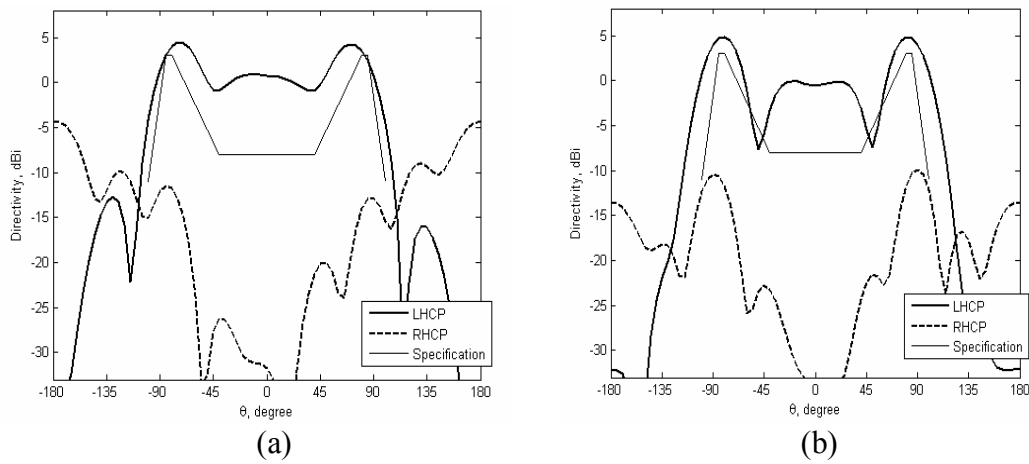 5
0
-5
-10
-15
-20
-25
-30
Directivity, dBi
LHCP
RHCP
Specification
-180 -135 -90 -45 0 45 90 135 180
θ, degree
(a)
5
0
-5
-10
-15
-20
-25
-30
Directivity, dBi
LHCP
RHCP
Specification
-180 -135 -90 -45 0 45 90 135 180
θ, degree
(b)